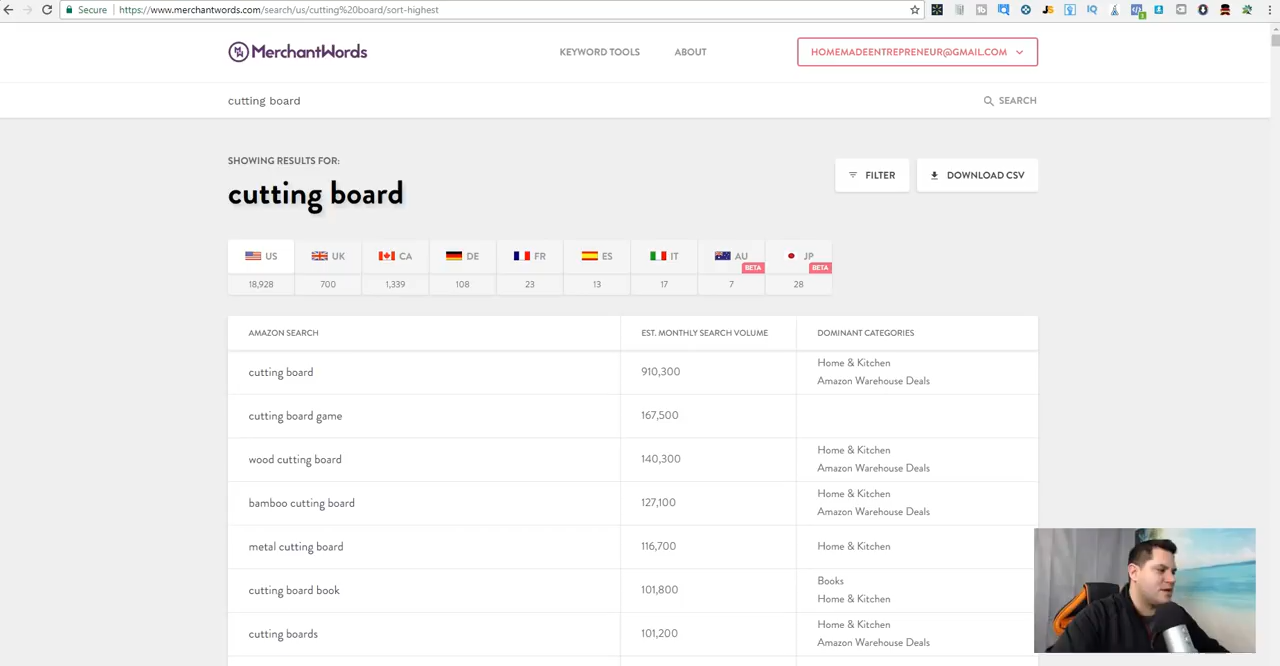 Secure
https://www.merchantwords.com/search/us/cutting%20board/sort-highest
MerchantWords
KEYWORD TOOLS
ABOUT
HOMEMADEENTREPRENEUR@GMAIL.COM
cutting board
SEARCH
SHOWING RESULTS FOR:
cutting board
FILTER
DOWNLOAD CSV
US UK CA DE FR ES IT AU JP
BETA BETA
18,928 700 1,339 108 23 13 17 7 28
AMAZON SEARCH EST. MONTHLY SEARCH VOLUME DOMINANT CATEGORIES
cutting board 910,300 Home & Kitchen
Amazon Warehouse Deals
cutting board game 167,500
wood cutting board 140,300 Home & Kitchen
Amazon Warehouse Deals
bamboo cutting board 127,100 Home & Kitchen
Amazon Warehouse Deals
metal cutting board 116,700 Home & Kitchen
cutting board book 101,800 Books
Home & Kitchen
cutting boards 101,200 Home & Kitchen
Amazon Warehouse Deals